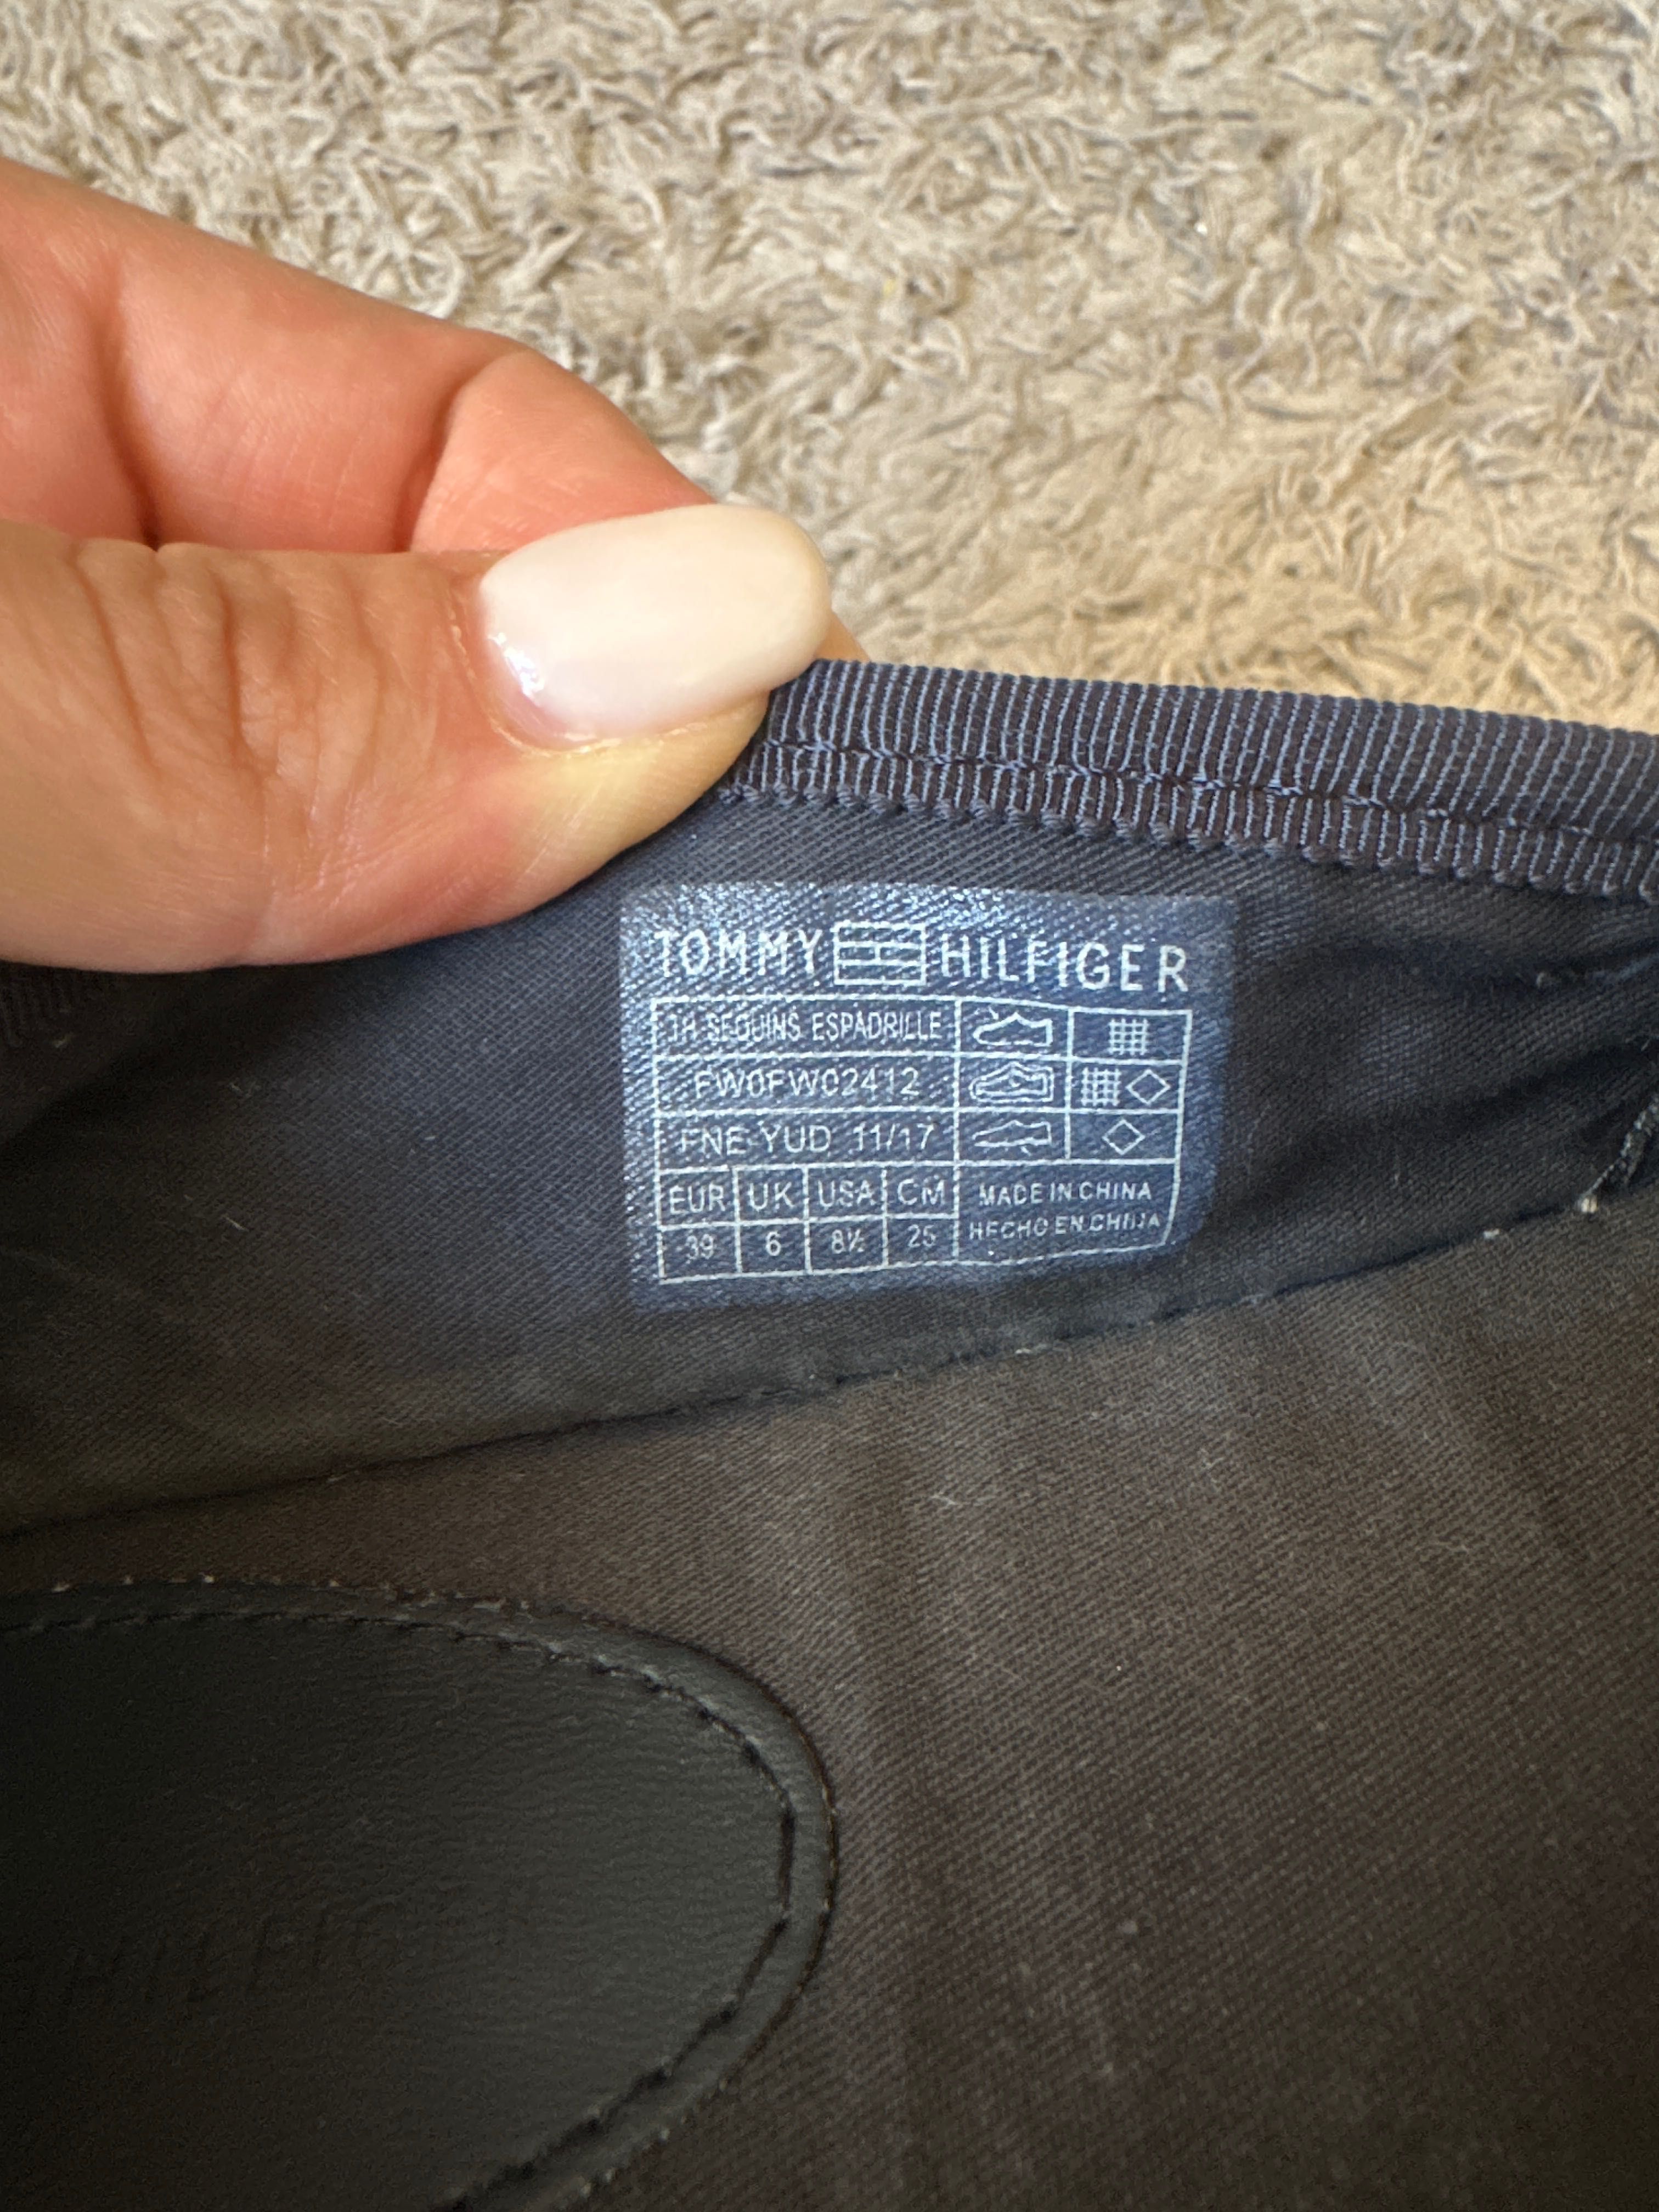 TOMMY HILFIGER
TH SEQUINS ESPADRILLE
FW0FW02412
FNE YUD 11/17
EUR UK USA CM
39 6 8½ 25
MADE IN CHINA
HECHO EN CHINA